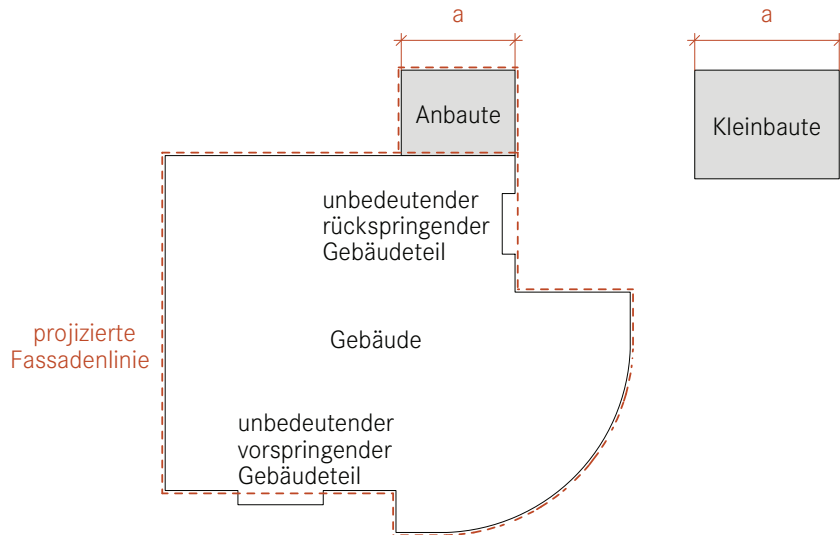 a
a
Anbaute
Kleinbaute
unbedeutender
rückspringender
Gebäudeteil
projizierte
Fassadenlinie
Gebäude
unbedeutender
vorspringender
Gebäudeteil